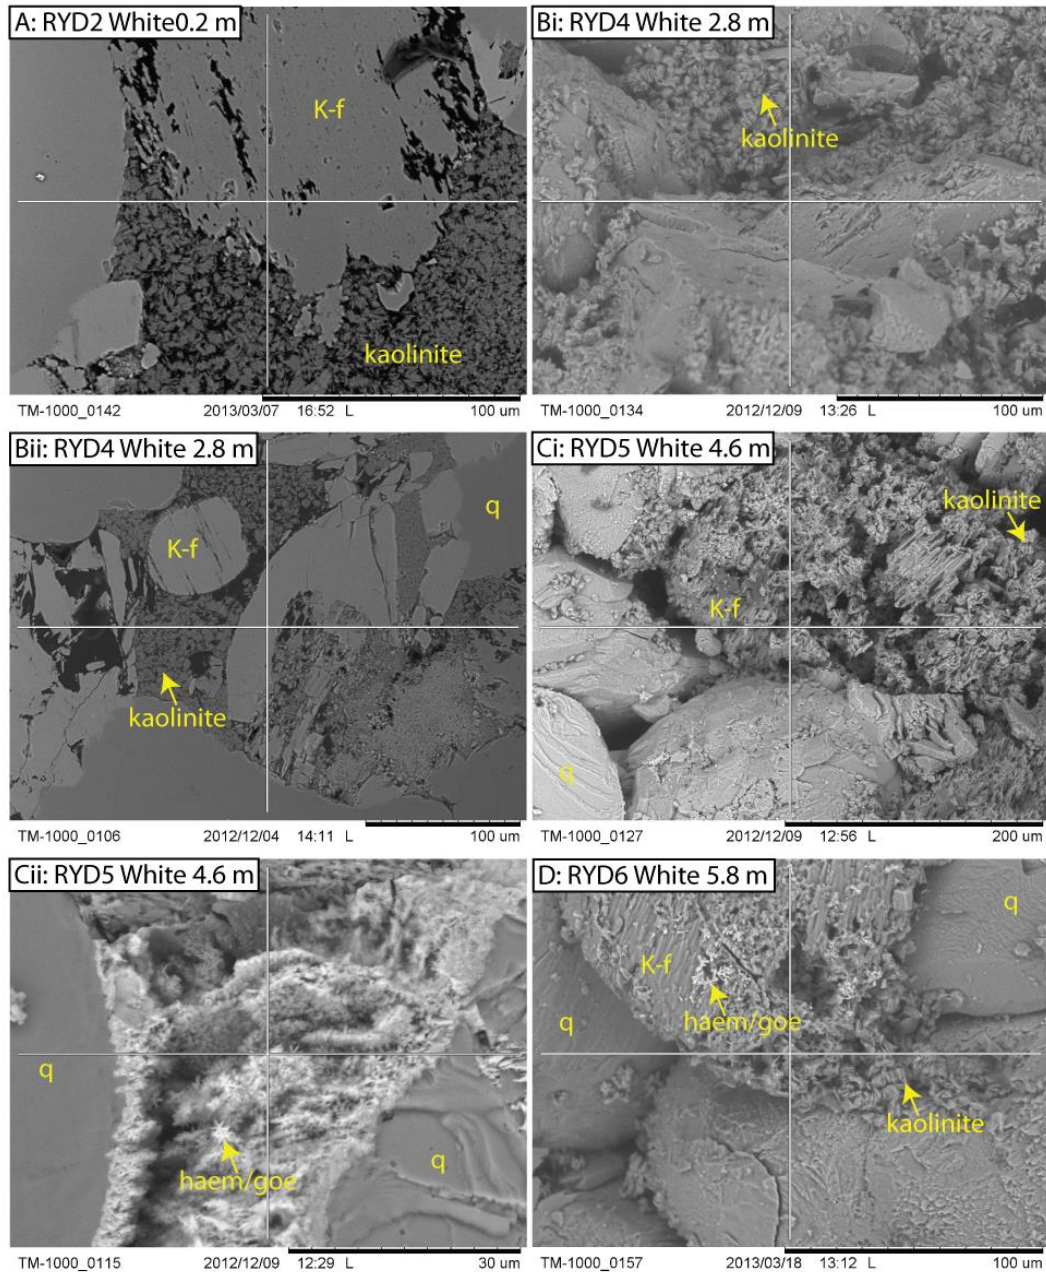 A: RYD2 White0.2 m
K-f
kaolinite
TM-1000_0142 2013/03/07 16:52 L 100 um
Bi: RYD4 White 2.8 m
kaolinite
TM-1000_0134 2012/12/09 13:26 L 100 um
Bii: RYD4 White 2.8 m
q
K-f
kaolinite
TM-1000_0106 2012/12/04 14:11 L 100 um
Ci: RYD5 White 4.6 m
kaolinite
K-f
q
TM-1000_0127 2012/12/09 12:56 L 200 um
Cii: RYD5 White 4.6 m
q
q
haem/goe
TM-1000_0115 2012/12/09 12:29 L 30 um
D: RYD6 White 5.8 m
q
K-f
haem/goe
q
kaolinite
TM-1000_0157 2013/03/18 13:12 L 100 um